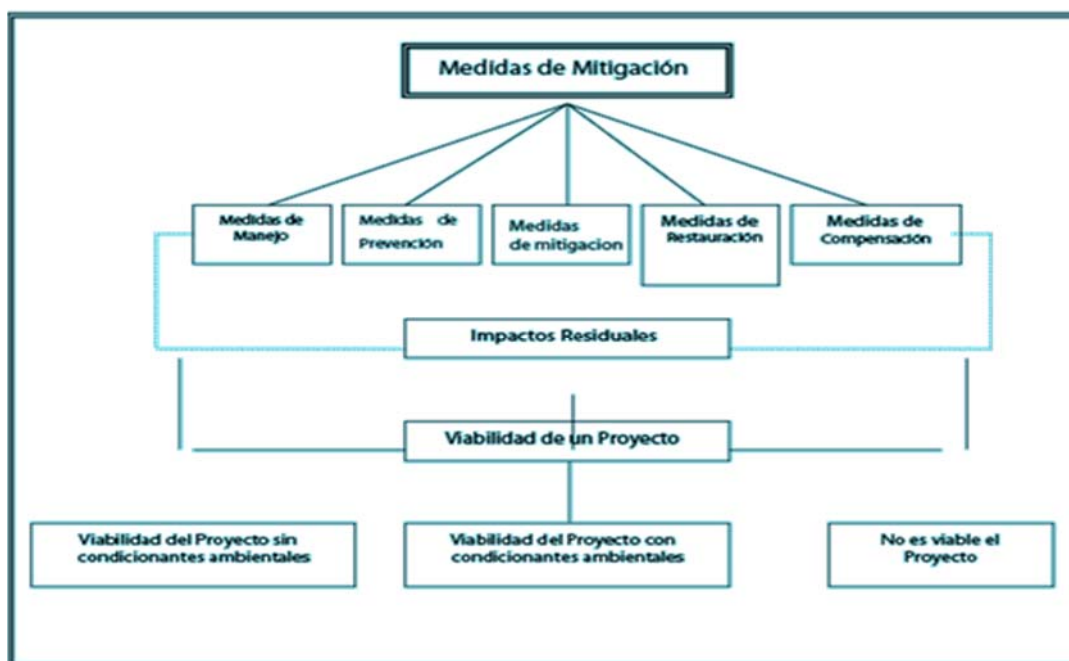 Medidas de Mitigación
Medidas de
Manejo
Medidas de
Prevención
Medidas
de mitigacion
Medidas de
Restauración
Medidas de
Compensación
Impactos Residuales
Viabilidad de un Proyecto
Viabilidad del Proyecto sin
condicionantes ambientales
Viabilidad del Proyecto con
condicionantes ambientales
No es viable el
Proyecto